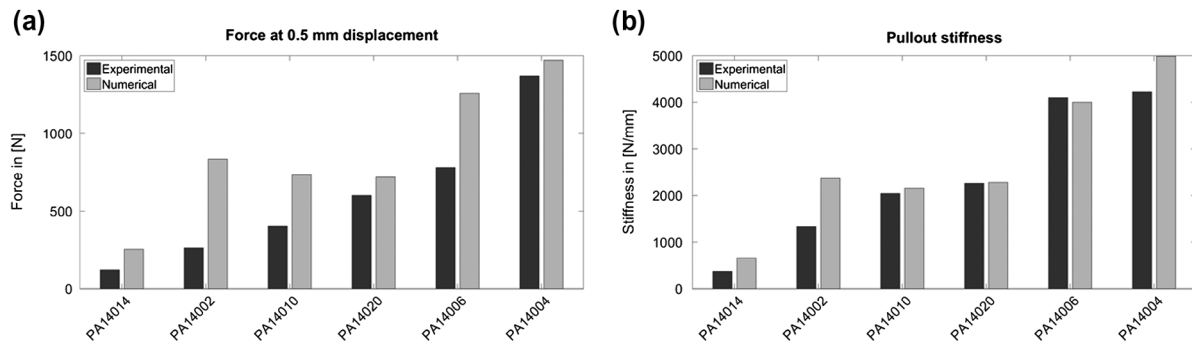 (a)
Force at 0.5 mm displacement
1500
1000
500
0
Force in [N]
Experimental
Numerical
PA14014
PA14002
PA14010
PA14020
PA14006
PA14004
(b)
Pullout stiffness
5000
4000
3000
2000
1000
0
Stiffness in [N/mm]
Experimental
Numerical
PA14014
PA14002
PA14010
PA14020
PA14006
PA14004